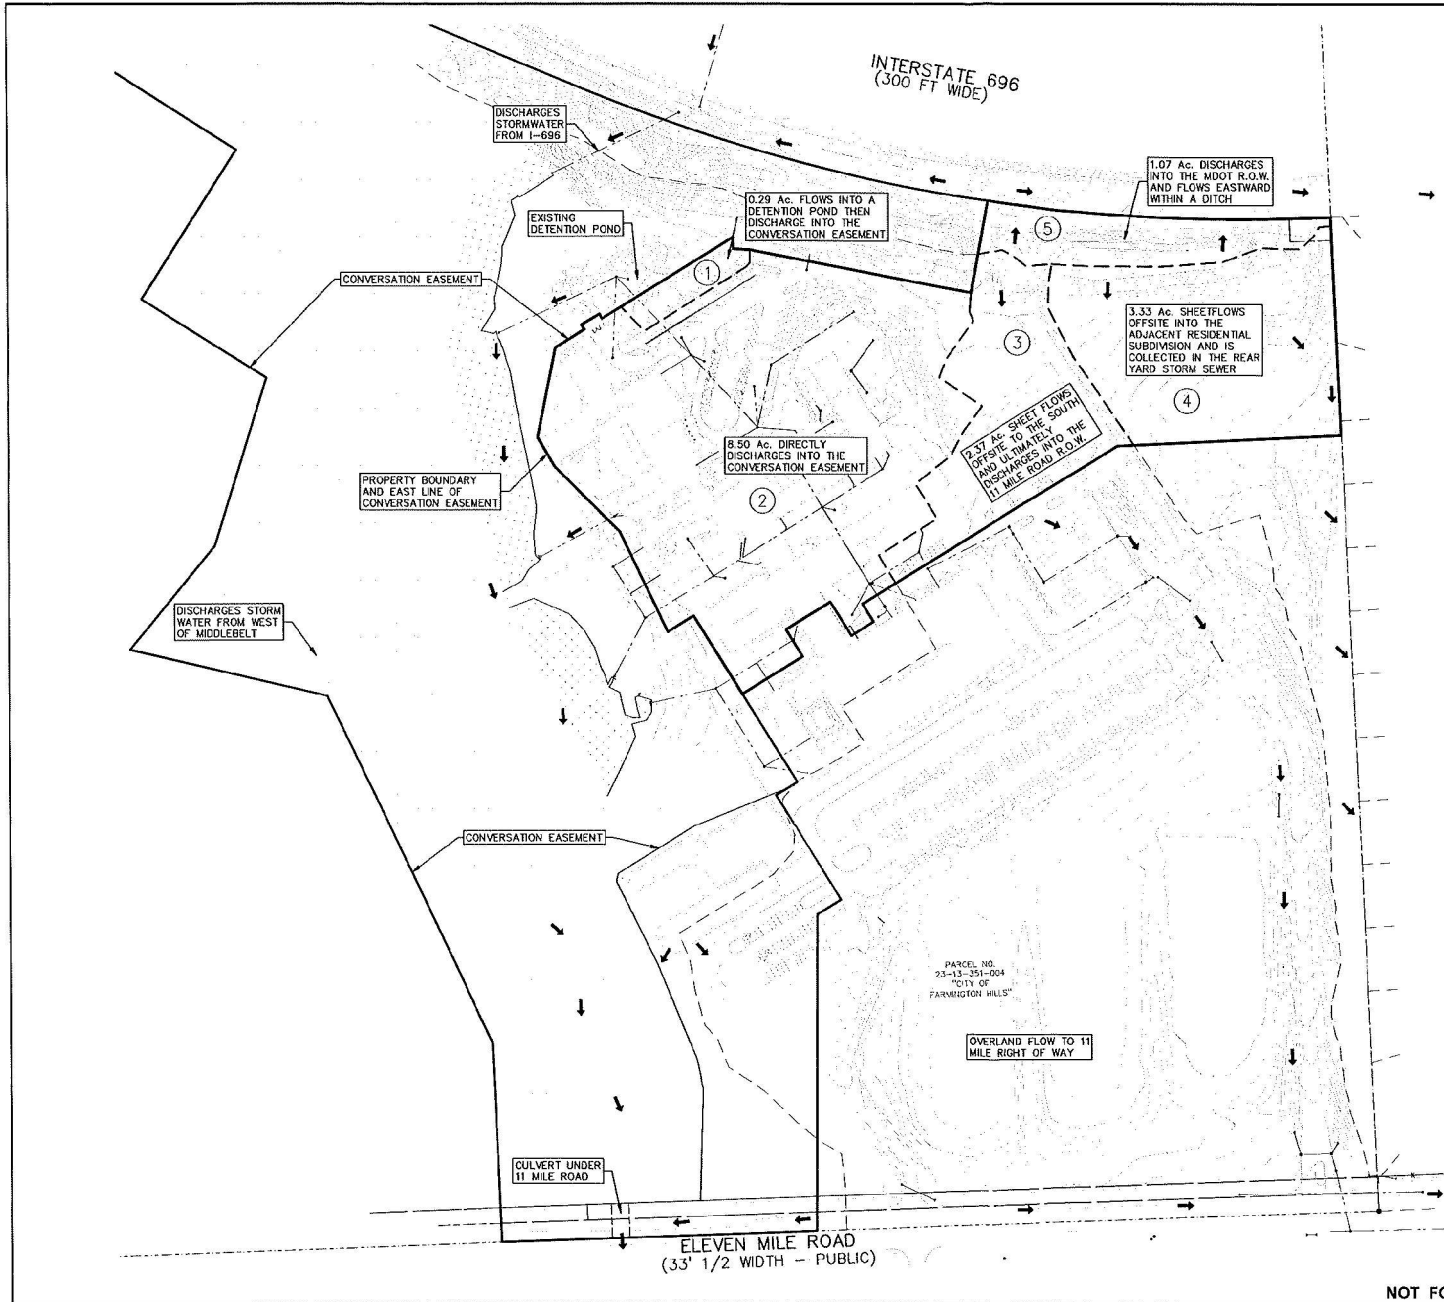 INTERSTATE 696
(300 FT WIDE)
DISCHARGES
STORMWATER
FROM I-696
1.07 Ac. DISCHARGES
INTO THE MDOT R.O.W.
AND FLOWS EASTWARD
WITHIN A DITCH
0.29 Ac. FLOWS INTO A
DETENTION POND THEN
DISCHARGE INTO THE
CONVERSATION EASEMENT
EXISTING
DETENTION POND
5
1
CONVERSATION EASEMENT
3.33 Ac. SHEETFLOWS
OFFSITE INTO THE
ADJACENT RESIDENTIAL
SUBDIVISION AND IS
COLLECTED IN THE REAR
YARD STORM SEWER
3
4
2.37 Ac. SHEET FLOWS
OFFSITE TO THE SOUTH
AND ULTIMATELY
DISCHARGES INTO THE
11 MILE ROAD R.O.W.
8.50 Ac. DIRECTLY
DISCHARGES INTO THE
CONVERSATION EASEMENT
2
PROPERTY BOUNDARY
AND EAST LINE OF
CONVERSATION EASEMENT
DISCHARGES STORM
WATER FROM WEST
OF MIDDLEBELT
CONVERSATION EASEMENT
PARCEL NO.
23-13-351-004
"CITY OF
FARMINGTON HILLS"
OVERLAND FLOW TO 11
MILE RIGHT OF WAY
CULVERT UNDER
11 MILE ROAD
ELEVEN MILE ROAD
(33' 1/2 WIDTH - PUBLIC)
NOT FO